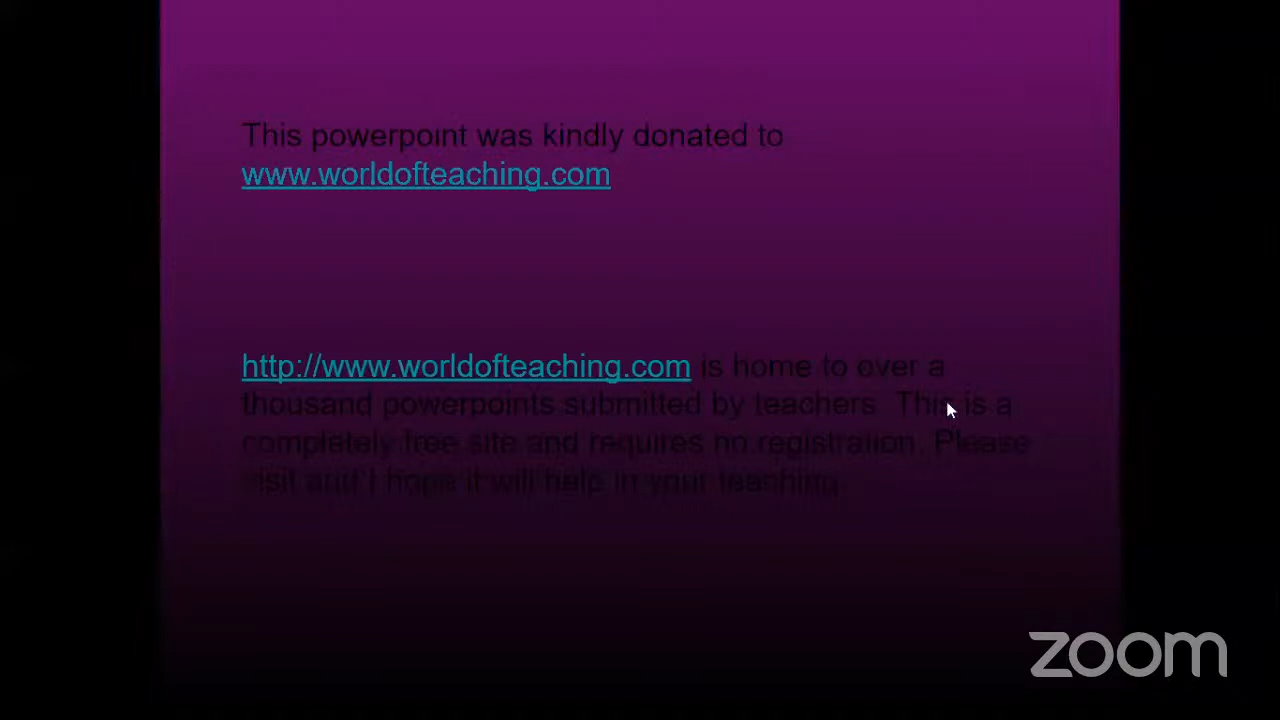 This powerpoint was kindly donated to
www.worldofteaching.com
http://www.worldofteaching.com is home to over a
thousand powerpoints submitted by teachers. This is a
completely free site and requires no registration. Please
visit and I hope it will help in your teaching.
zoom